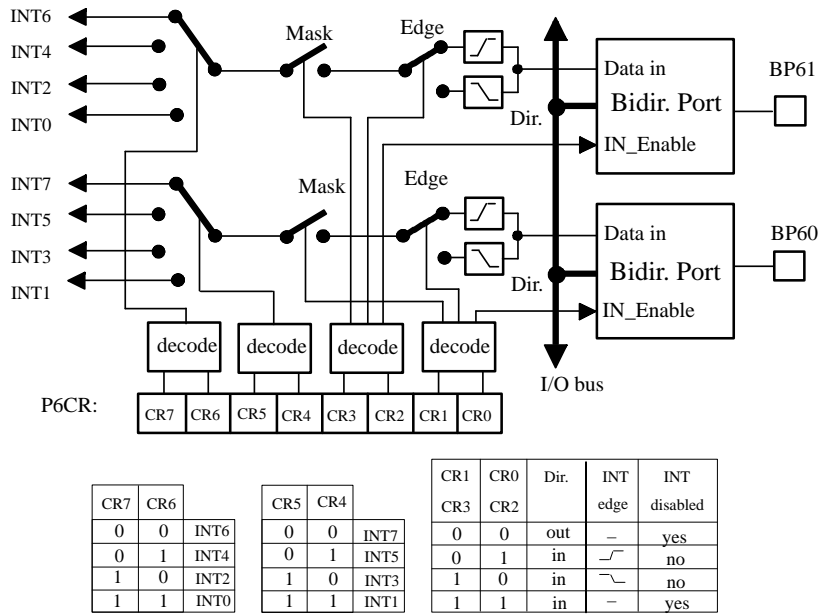 INT6
INT4
INT2
INT0
Mask
Edge
Dir.
Data in
Bidir. Port
IN_Enable
BP61
INT7
INT5
INT3
INT1
Mask
Edge
Dir.
Data in
Bidir. Port
IN_Enable
BP60
decode decode decode decode
I/O bus
P6CR: CR7 CR6 CR5 CR4 CR3 CR2 CR1 CR0
CR7 CR6
0 0 INT6
0 1 INT4
1 0 INT2
1 1 INT0
CR5 CR4
0 0 INT7
0 1 INT5
1 0 INT3
1 1 INT1
CR1 CR0 Dir. INT INT
CR3 CR2 edge disabled
0 0 out – yes
0 1 in no
1 0 in no
1 1 in – yes